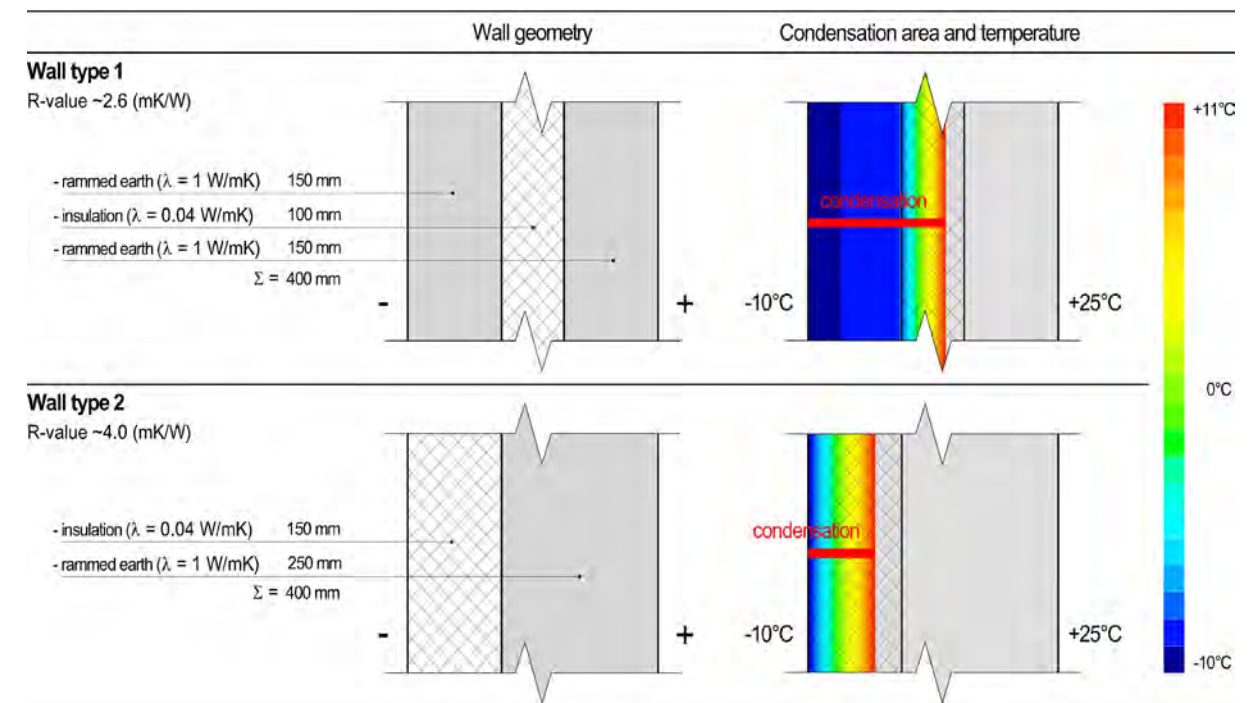 Wall geometry
Condensation area and temperature
Wall type 1
R-value ~2.6 (mK/W)
- rammed earth (λ = 1 W/mK) 150 mm
- insulation (λ = 0.04 W/mK) 100 mm
- rammed earth (λ = 1 W/mK) 150 mm
Σ = 400 mm
-
+
condensation
-10°C
+25°C
+11°C
0°C
-10°C
Wall type 2
R-value ~4.0 (mK/W)
- insulation (λ = 0.04 W/mK) 150 mm
- rammed earth (λ = 1 W/mK) 250 mm
Σ = 400 mm
-
+
condensation
-10°C
+25°C